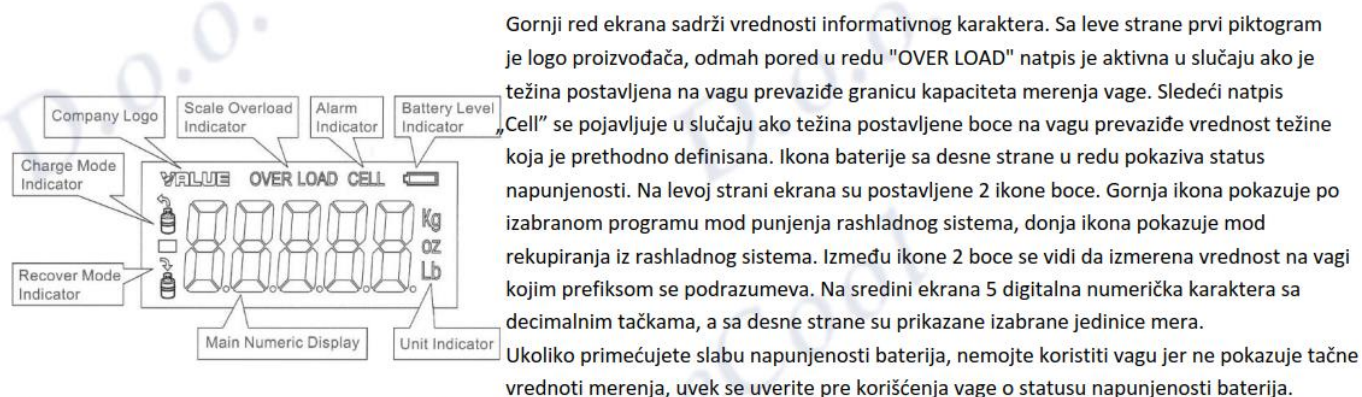 Gornji red ekrana sadrži vrednosti informativnog karaktera. Sa leve strane prvi piktogram
je logo proizvođača, odmah pored u redu "OVER LOAD" natpis je aktivna u slučaju ako je
težina postavljena na vagu prevaziđe granicu kapaciteta merenja vage. Sledeći natpis
„Cell” se pojavljuje u slučaju ako težina postavljene boce na vagu prevaziđe vrednost težine
koja je prethodno definisana. Ikona baterije sa desne strane u redu pokaziva status
napunjenosti. Na levoj strani ekrana su postavljene 2 ikone boce. Gornja ikona pokazuje po
izabranom programu mod punjenja rashladnog sistema, donja ikona pokazuje mod
rekupiranja iz rashladnog sistema. Između ikone 2 boce se vidi da izmerena vrednost na vagi
kojim prefiksom se podrazumeva. Na sredini ekrana 5 digitalna numerička karaktera sa
decimalnim tačkama, a sa desne strane su prikazane izabrane jedinice mera.
Ukoliko primećujete slabu napunjenosti baterija, nemojte koristiti vagu jer ne pokazuje tačne
vrednoti merenja, uvek se uverite pre korišćenja vage o statusu napunjenosti baterija.
Company Logo
Scale Overload
Indicator
Alarm
Indicator
Battery Level
Indicator
Charge Mode
Indicator
VALUE OVER LOAD CELL
Kg
oz
Lb
Recover Mode
Indicator
Main Numeric Display
Unit Indicator
D.o.o.
D.o.o.